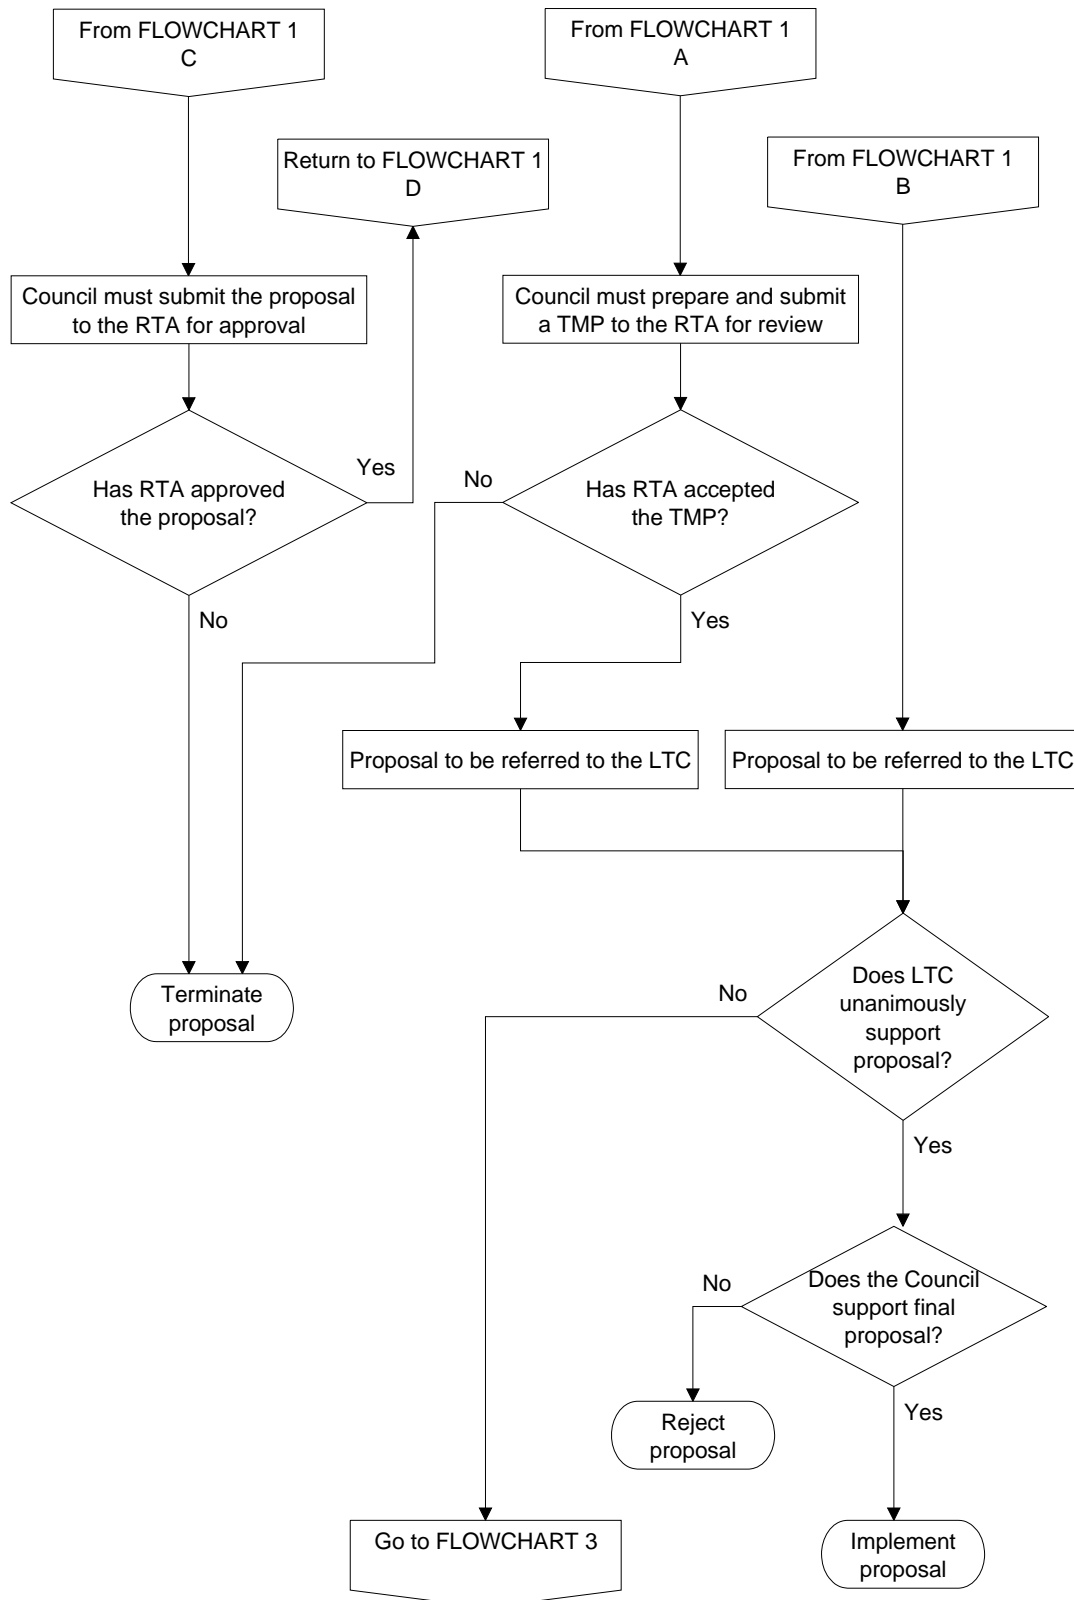 From FLOWCHART 1
C
From FLOWCHART 1
A
Return to FLOWCHART 1
D
From FLOWCHART 1
B
Council must submit the proposal
to the RTA for approval
Council must prepare and submit
a TMP to the RTA for review
Has RTA approved
the proposal?
Yes
No
No
Has RTA accepted
the TMP?
Yes
Proposal to be referred to the LTC
Proposal to be referred to the LTC
Terminate
proposal
No
Does LTC
unanimously
support
proposal?
Yes
No
Does the Council
support final
proposal?
Yes
Reject
proposal
Go to FLOWCHART 3
Implement
proposal